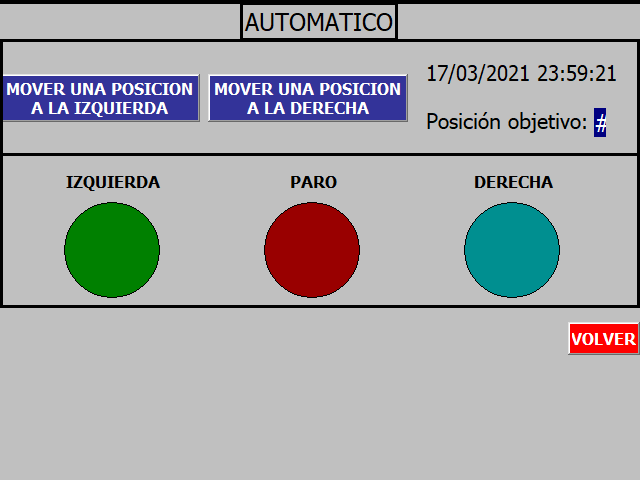 AUTOMATICO
MOVER UNA POSICION
A LA IZQUIERDA
MOVER UNA POSICION
A LA DERECHA
17/03/2021 23:59:21
Posición objetivo: #
IZQUIERDA
PARO
DERECHA
VOLVER